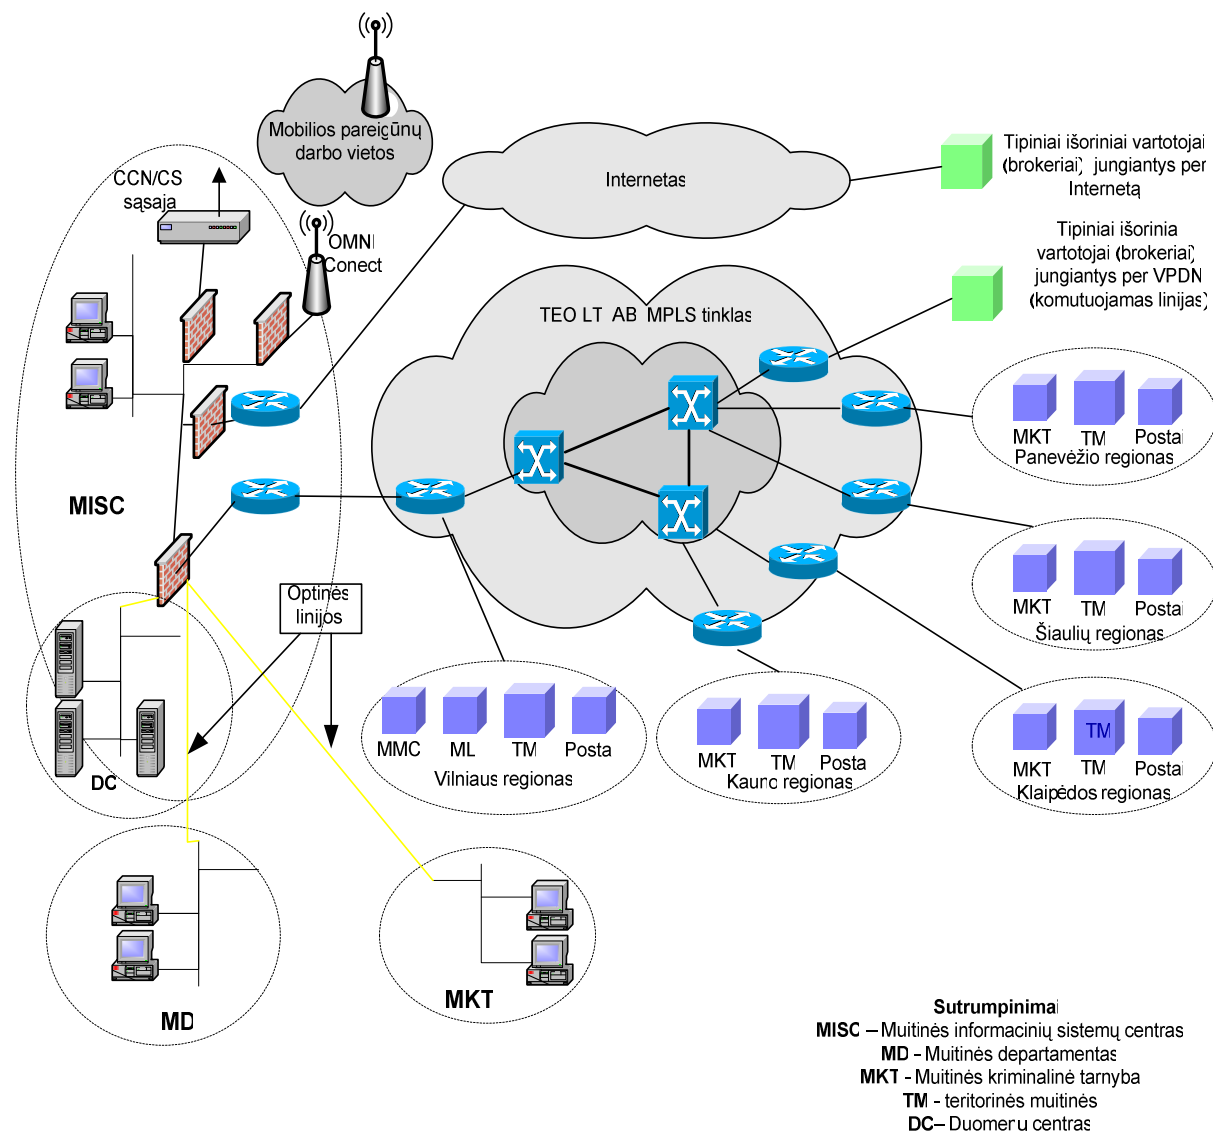 Mobilios pareigūnų
darbo vietos
CCN/CS
sąsaja
OMNI
Conect
Internetas
Tipiniai išoriniai vartotojai
(brokeriai) jungiantys per
Internetą
Tipiniai išorinia
vartotojai (brokeriai)
jungiantys per VPDN
(komutuojamas linijas)
TEO LT AB MPLS tinklas
MISC
MKT TM Postai
Panevėžio regionas
MKT TM Postai
Šiaulių regionas
Optinės
linijos
DC
MMC ML TM Posta
Vilniaus regionas
MKT TM Posta
Kauno regionas
TM
MKT TM Postai
Klaipėdos regionas
MD
MKT
Sutrumpinimai
MISC – Muitinės informacinių sistemų centras
MD - Muitinės departamentas
MKT - Muitinės kriminalinė tarnyba
TM - teritorinės muitinės
DC– Duomenų centras